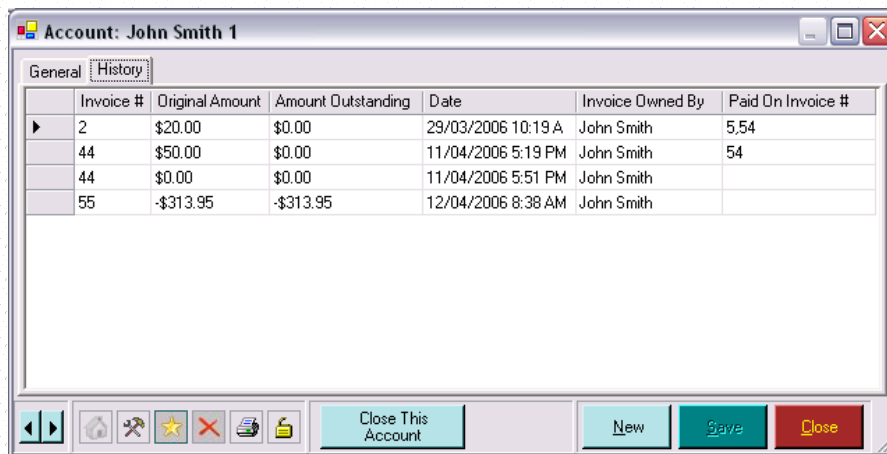 Account: John Smith 1
General History
Invoice # Original Amount Amount Outstanding Date Invoice Owned By Paid On Invoice #
2 $20.00 $0.00 29/03/2006 10:19 A John Smith 5,54
44 $50.00 $0.00 11/04/2006 5:19 PM John Smith 54
44 $0.00 $0.00 11/04/2006 5:51 PM John Smith
55 -$313.95 -$313.95 12/04/2006 8:38 AM John Smith
Close This
Account
New Save Close